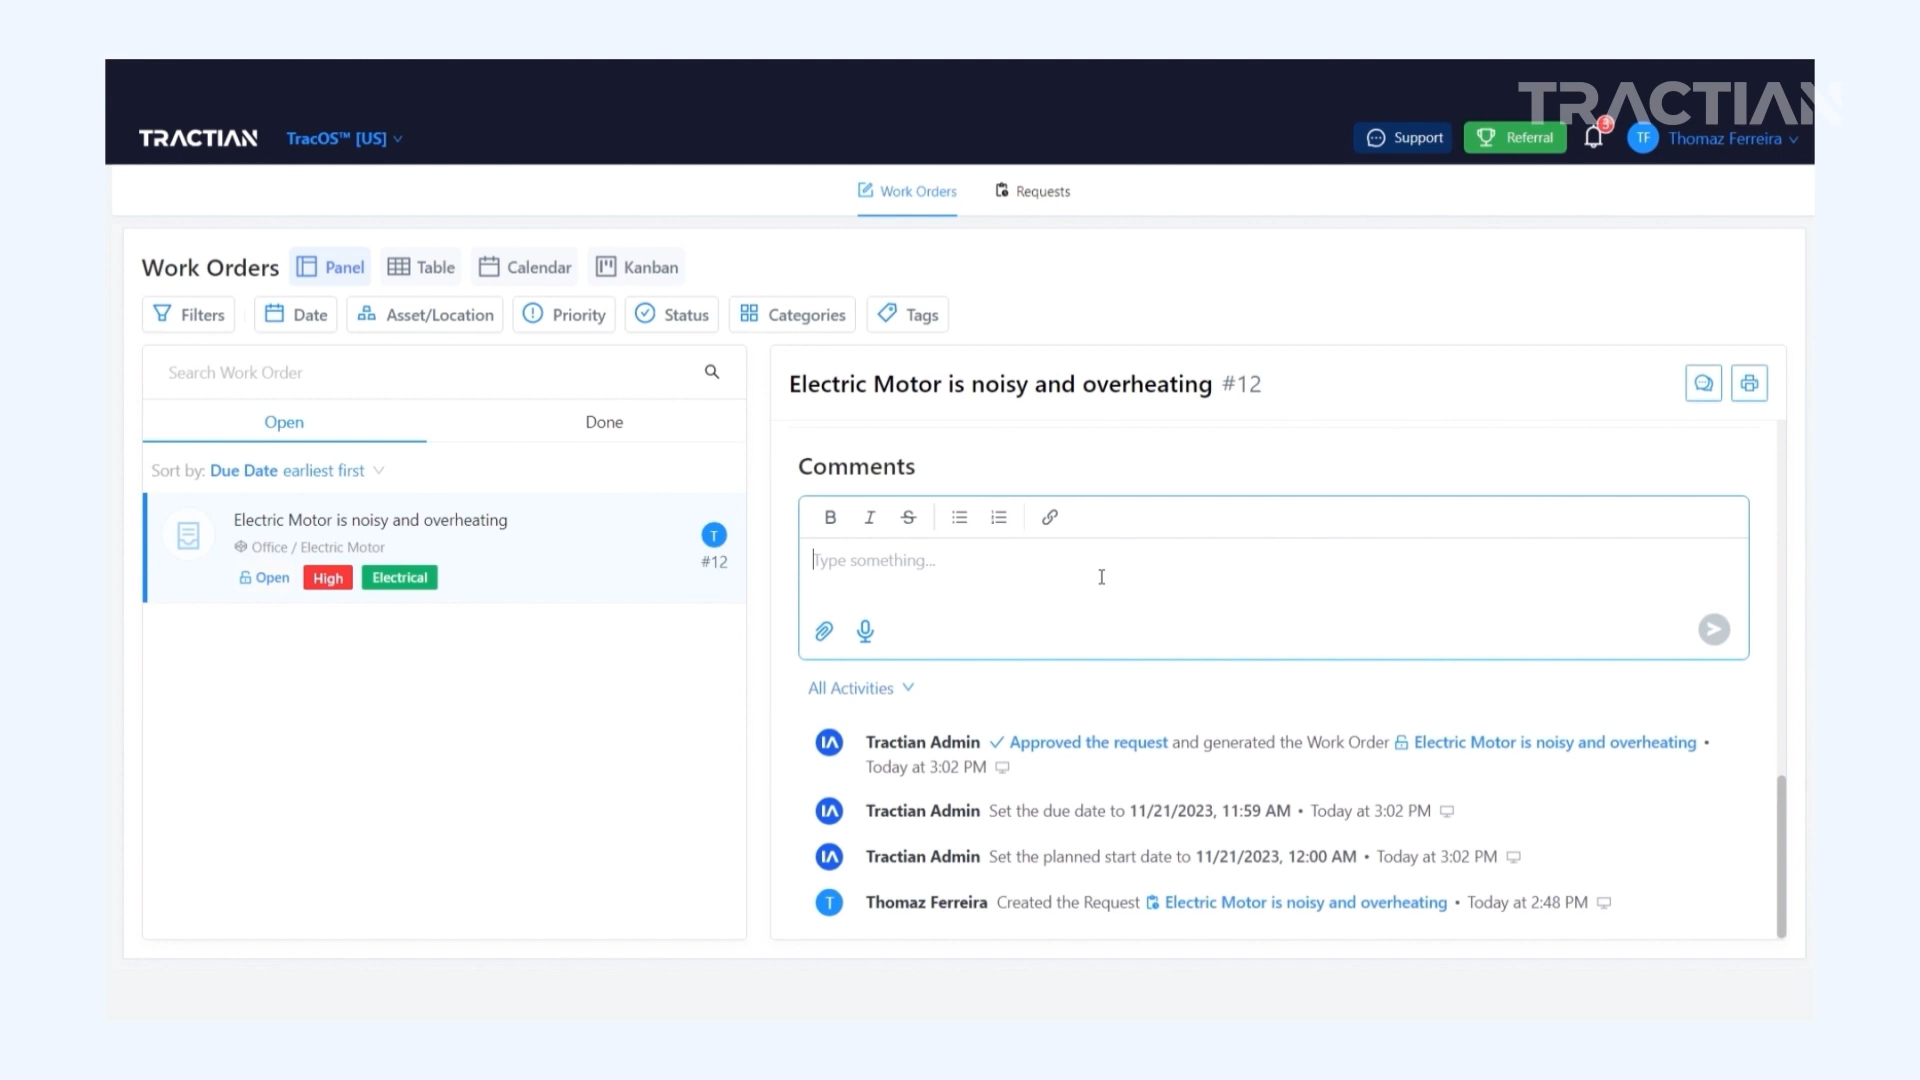 TRACTIAN
TRACTIAN TracOS™ [US] Support Referral 3 TF Thomaz Ferreira
Work Orders Requests
Work Orders Panel Table Calendar Kanban
Filters Date Asset/Location Priority Status Categories Tags
Search Work Order
Electric Motor is noisy and overheating #12
Open Done
Sort by: Due Date earliest first
Electric Motor is noisy and overheating
Office / Electric Motor
Open High Electrical
T
#12
Comments
B I S
Type something...
All Activities
Tractian Admin Approved the request and generated the Work Order Electric Motor is noisy and overheating •
Today at 3:02 PM
Tractian Admin Set the due date to 11/21/2023, 11:59 AM • Today at 3:02 PM
Tractian Admin Set the planned start date to 11/21/2023, 12:00 AM • Today at 3:02 PM
T Thomaz Ferreira Created the Request Electric Motor is noisy and overheating • Today at 2:48 PM